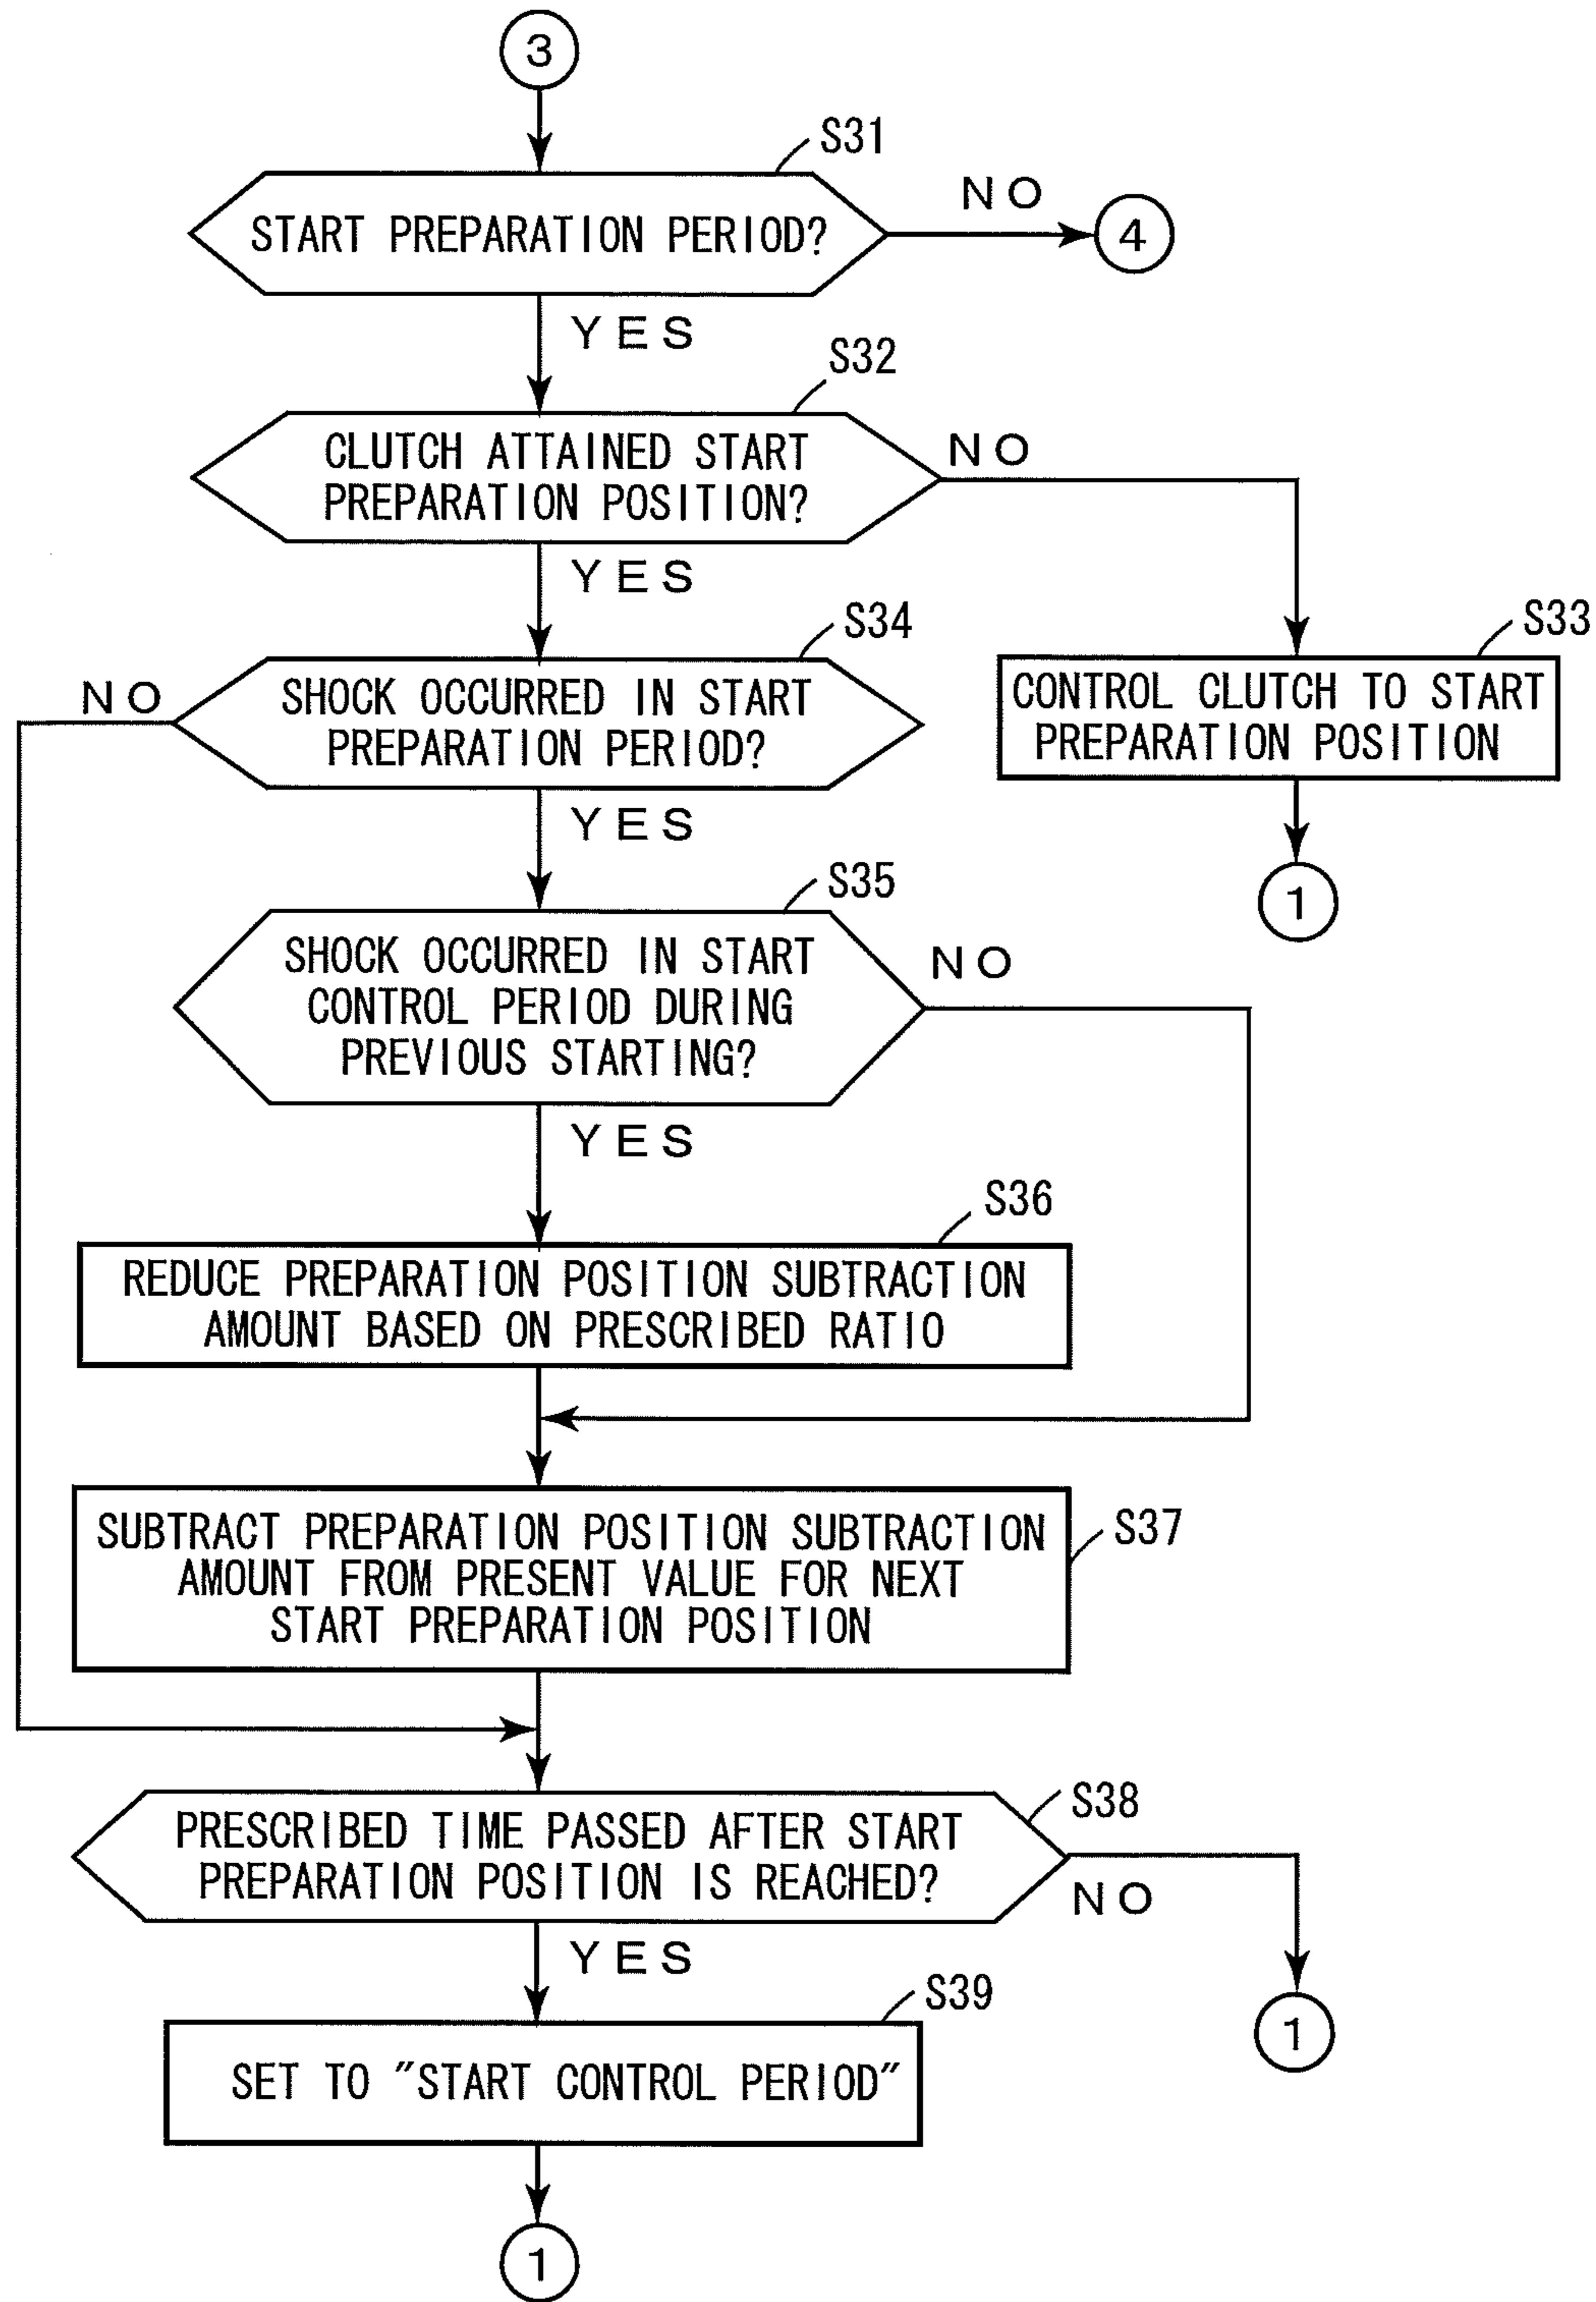 3
S31
START PREPARATION PERIOD?
NO
4
YES
S32
CLUTCH ATTAINED START
PREPARATION POSITION?
NO
YES
S34
SHOCK OCCURRED IN START
PREPARATION PERIOD?
NO
S33
CONTROL CLUTCH TO START
PREPARATION POSITION
1
YES
S35
SHOCK OCCURRED IN START
CONTROL PERIOD DURING
PREVIOUS STARTING?
NO
YES
S36
REDUCE PREPARATION POSITION SUBTRACTION
AMOUNT BASED ON PRESCRIBED RATIO
S37
SUBTRACT PREPARATION POSITION SUBTRACTION
AMOUNT FROM PRESENT VALUE FOR NEXT
START PREPARATION POSITION
S38
PRESCRIBED TIME PASSED AFTER START
PREPARATION POSITION IS REACHED?
NO
1
YES
S39
SET TO "START CONTROL PERIOD"
1